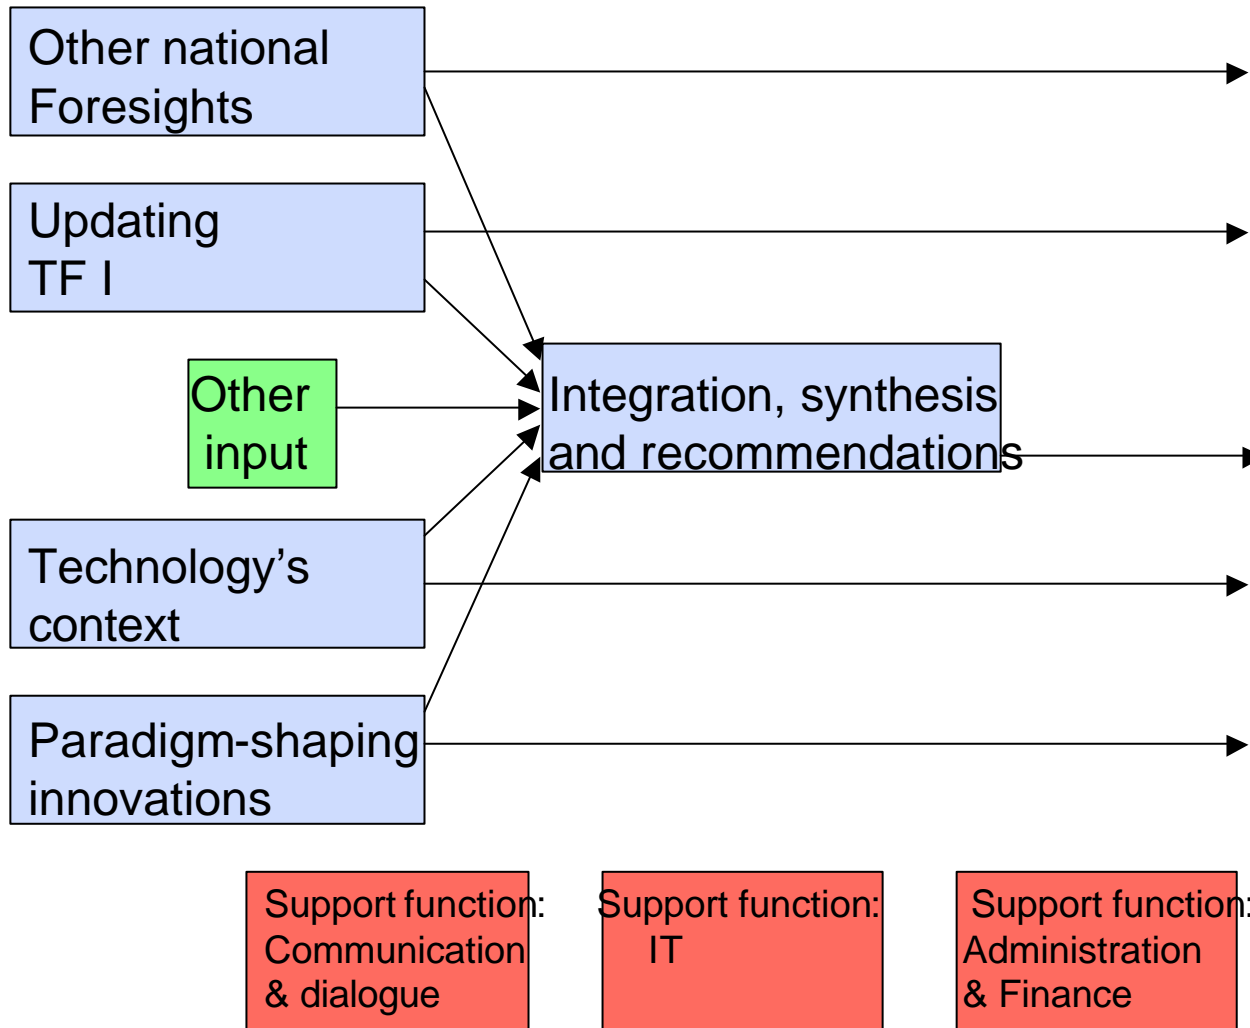 Other national
Foresights
Updating
TF I
Other
input
Integration, synthesis
and recommendations
Technology’s
context
Paradigm-shaping
innovations
Support function:
Communication
& dialogue
Support function:
IT
Support function:
Administration
& Finance